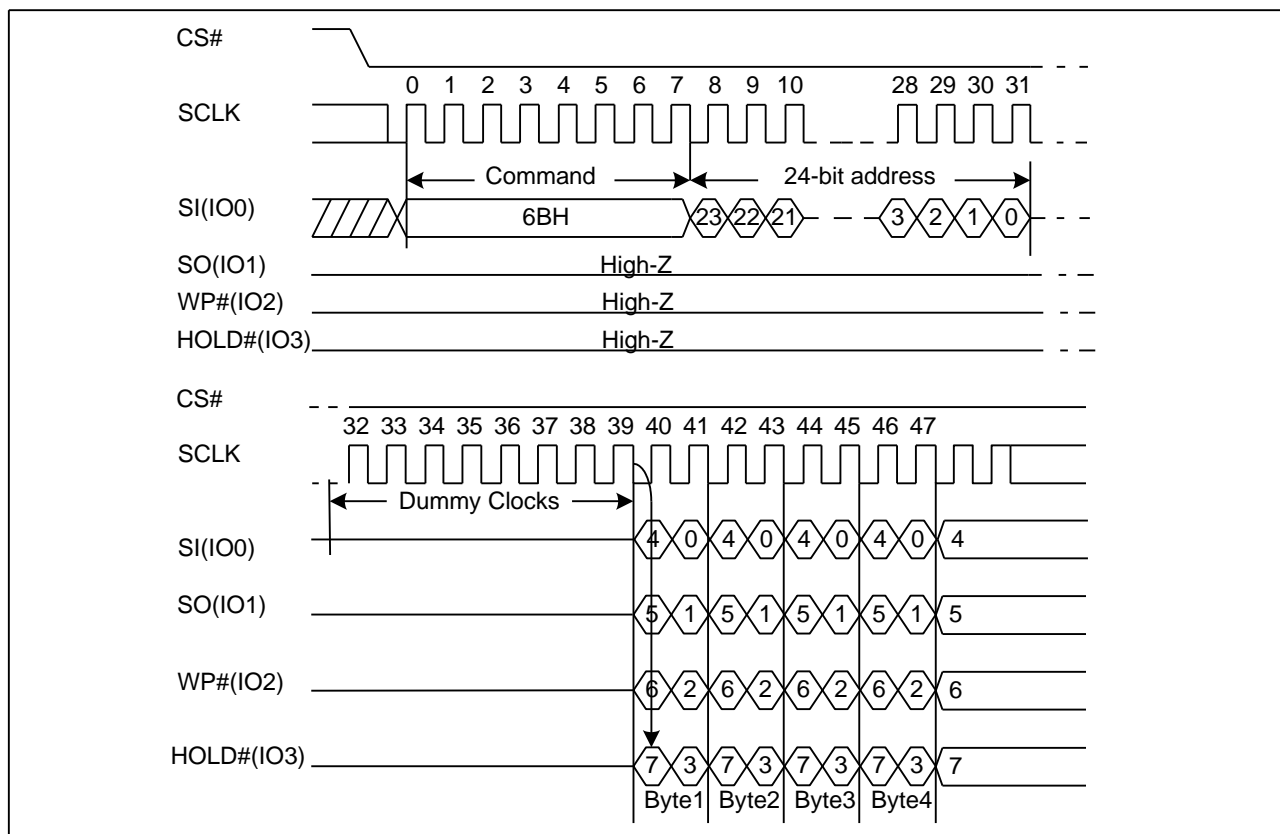 CS#
0 1 2 3 4 5 6 7 8 9 10 28 29 30 31
SCLK
Command 24-bit address
SI(IO0) 6BH 23 22 21 3 2 1 0
SO(IO1) High-Z
WP#(IO2) High-Z
HOLD#(IO3) High-Z
CS#
32 33 34 35 36 37 38 39 40 41 42 43 44 45 46 47
SCLK
Dummy Clocks
SI(IO0) 4 0 4 0 4 0 4 0 4
SO(IO1) 5 1 5 1 5 1 5 1 5
WP#(IO2) 6 2 6 2 6 2 6 2 6
HOLD#(IO3) 7 3 7 3 7 3 7 3 7
Byte1 Byte2 Byte3 Byte4